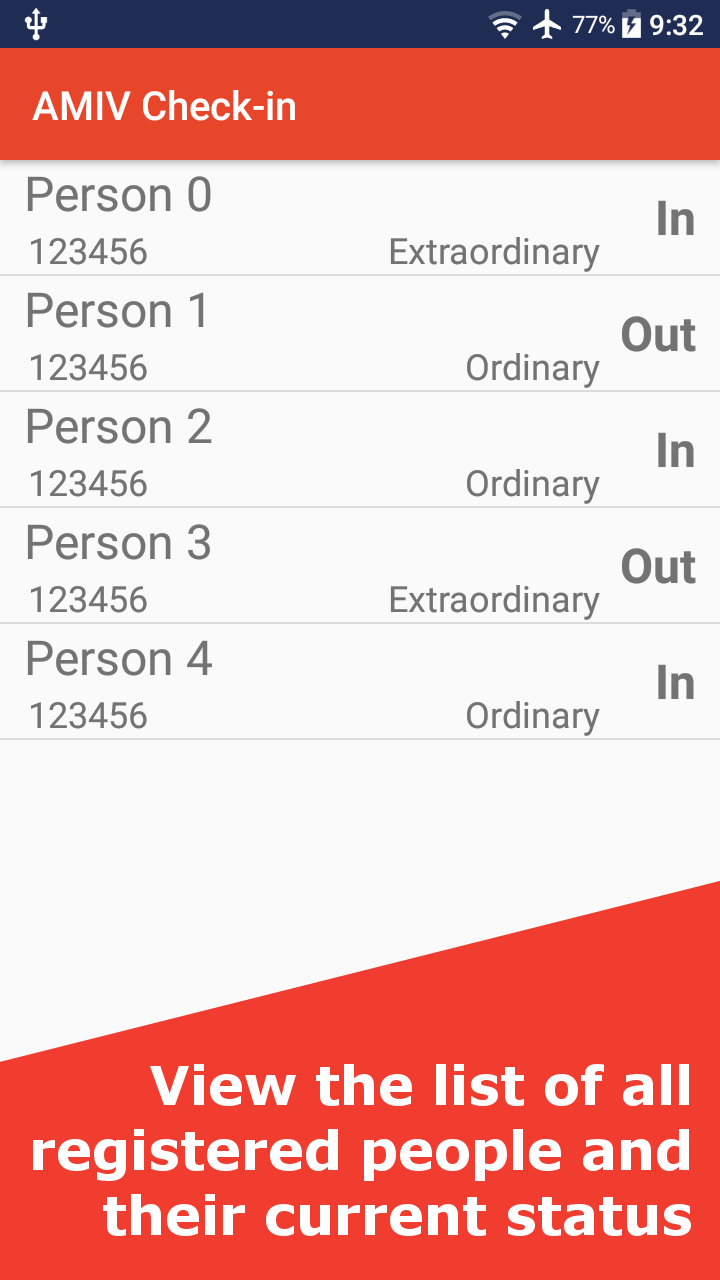 77% 9:32
AMIV Check-in
Person 0
In
123456 Extraordinary
Person 1
Out
123456 Ordinary
Person 2
In
123456 Ordinary
Person 3
Out
123456 Extraordinary
Person 4
In
123456 Ordinary
View the list of all
registered people and
their current status